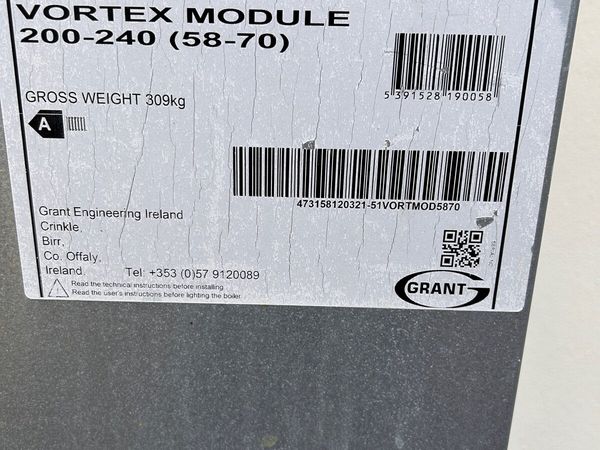 VORTEX MODULE
200-240 (58-70)
GROSS WEIGHT 309kg
A
5 391528 190058
473158120321-51VORTMOD5870
Grant Engineering Ireland
Crinkle,
Birr,
Co. Offaly,
Ireland.
Tel: +353 (0)57 9120089
Read the technical instructions before installing
Read the user's instructions before lighting the boiler
GRANT